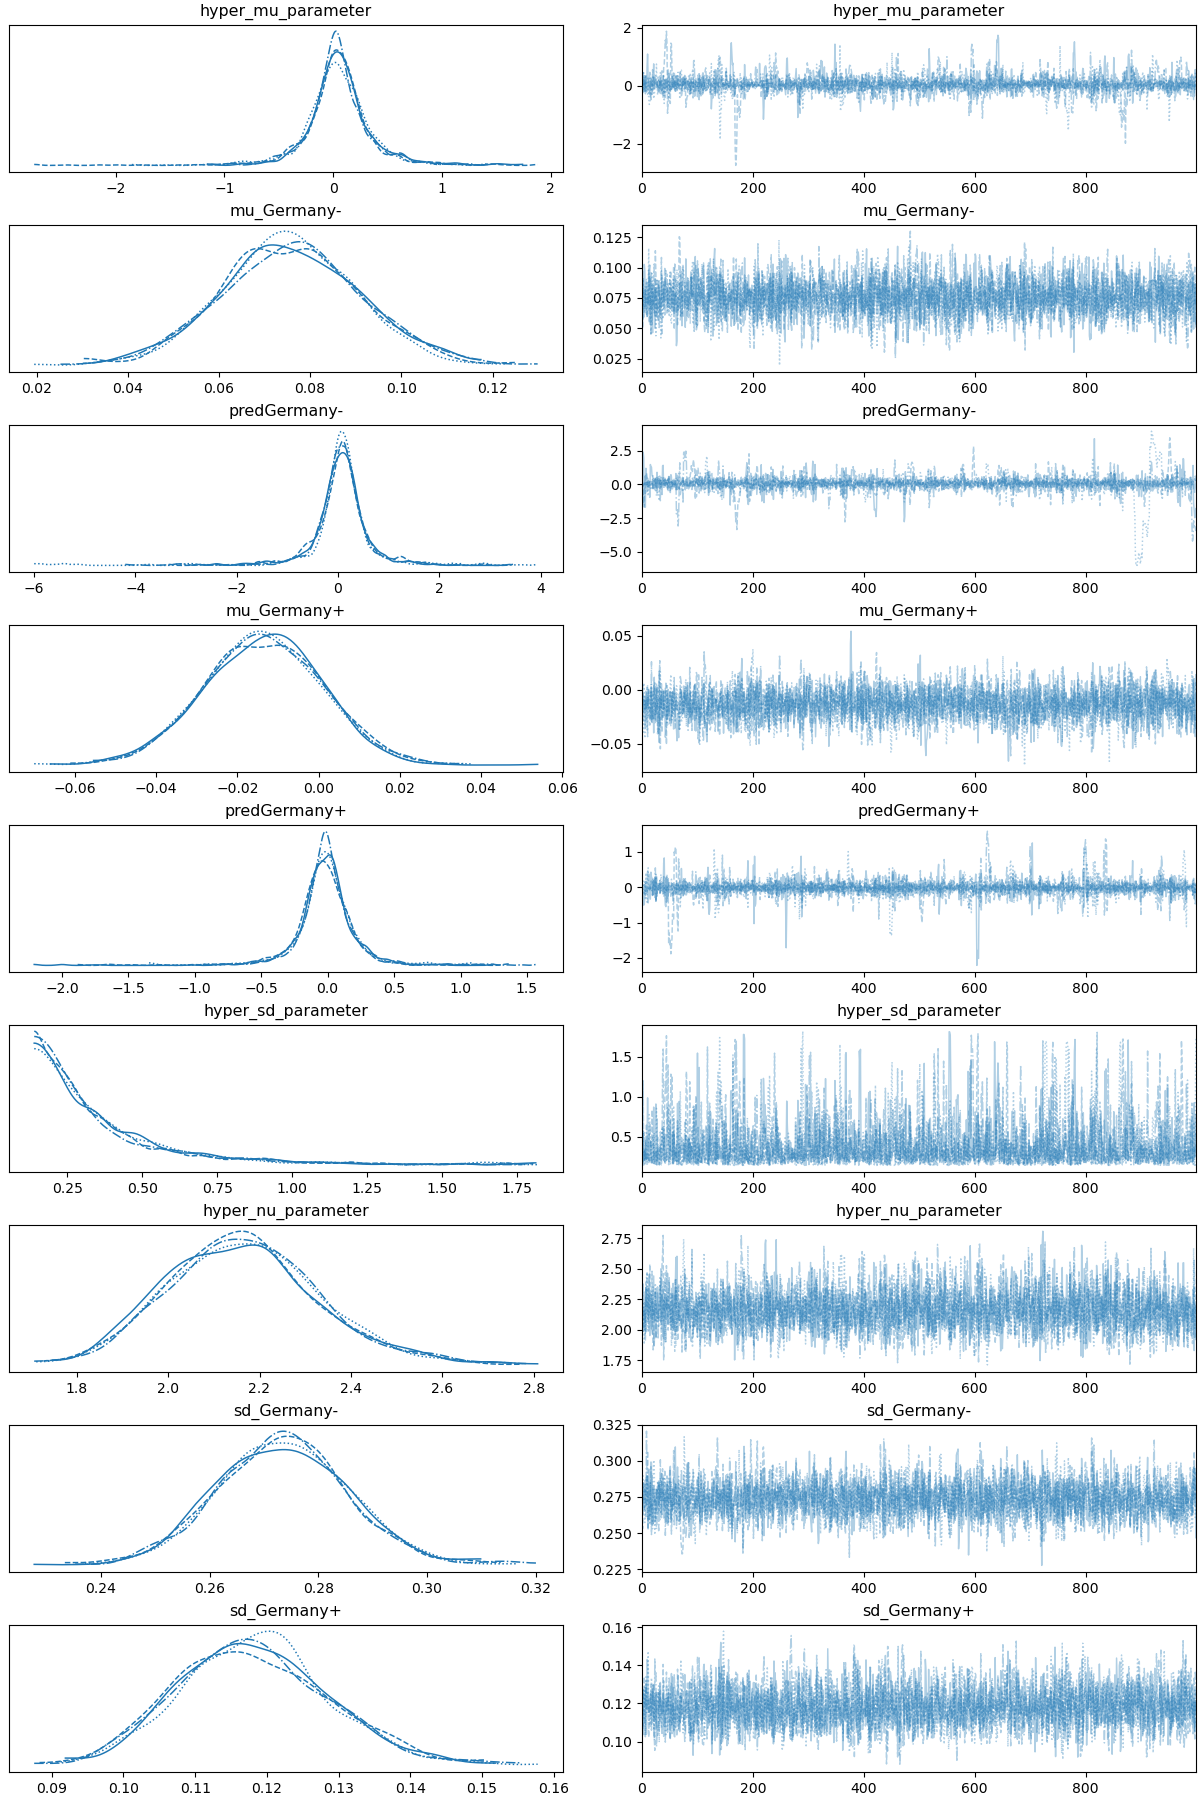 hyper_mu_parameter hyper_mu_parameter
2
0
−2
−2 −1 0 1 2 0 200 400 600 800
mu_Germany- mu_Germany-
0.125
0.100
0.075
0.050
0.025
0.02 0.04 0.06 0.08 0.10 0.12 0 200 400 600 800
predGermany- predGermany-
2.5
0.0
−2.5
−5.0
−6 −4 −2 0 2 4 0 200 400 600 800
mu_Germany+ mu_Germany+
0.05
0.00
−0.05
−0.06 −0.04 −0.02 0.00 0.02 0.04 0.06 0 200 400 600 800
predGermany+ predGermany+
1
0
−1
−2
−2.0 −1.5 −1.0 −0.5 0.0 0.5 1.0 1.5 0 200 400 600 800
hyper_sd_parameter hyper_sd_parameter
1.5
1.0
0.5
0.25 0.50 0.75 1.00 1.25 1.50 1.75 0 200 400 600 800
hyper_nu_parameter hyper_nu_parameter
2.75
2.50
2.25
2.00
1.75
1.8 2.0 2.2 2.4 2.6 2.8 0 200 400 600 800
sd_Germany- sd_Germany-
0.325
0.300
0.275
0.250
0.225
0.24 0.26 0.28 0.30 0.32 0 200 400 600 800
sd_Germany+ sd_Germany+
0.16
0.14
0.12
0.10
0.09 0.10 0.11 0.12 0.13 0.14 0.15 0.16 0 200 400 600 800